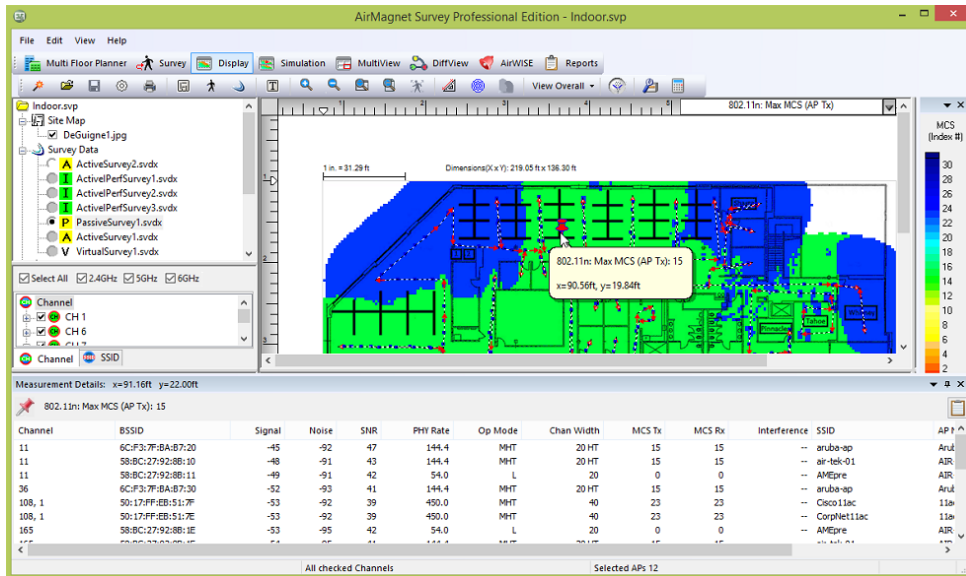 AirMagnet Survey Professional Edition - Indoor.svp
File Edit View Help
Multi Floor Planner Survey Display Simulation MultiView DiffView AirWISE Reports
View Overall
Indoor.svp
Site Map
DeGuigne1.jpg
Survey Data
A ActiveSurvey2.svdx
I ActiveIPerfSurvey1.svdx
I ActiveIPerfSurvey2.svdx
I ActiveIPerfSurvey3.svdx
P PassiveSurvey1.svdx
A ActiveSurvey1.svdx
V VirtualSurvey1.svdx
Select All 2.4GHz 5GHz 6GHz
Channel
CH 1
CH 6
Channel SSID
802.11n: Max MCS (AP Tx)
1 in. = 31.29 ft Dimensions(X x Y): 219.05 ft x 136.30 ft
802.11n: Max MCS (AP Tx): 15
x=90.56ft, y=19.84ft
Pinnacles
Tahoe
MCS
(Index #)
30
28
26
24
22
20
18
16
14
12
10
8
6
4
2
Measurement Details: x=91.16ft y=22.00ft
802.11n: Max MCS (AP Tx): 15
Channel BSSID Signal Noise SNR PHY Rate Op Mode Chan Width MCS Tx MCS Rx Interference SSID
11 6C:F3:7F:BA:B7:20 -45 -92 47 144.4 MHT 20 HT 15 15 -- aruba-ap
11 58:BC:27:92:8B:10 -48 -91 43 144.4 MHT 20 HT 15 15 -- air-tek-01 AIR
11 58:BC:27:92:8B:11 -49 -91 42 54.0 L 20 0 0 -- AMEpre AIR
36 6C:F3:7F:BA:B7:30 -52 -93 41 144.4 MHT 20 HT 15 15 -- aruba-ap
108, 1 50:17:FF:EB:51:7F -53 -92 39 450.0 MHT 40 23 23 -- Cisco11ac
108, 1 50:17:FF:EB:51:7E -53 -92 39 450.0 MHT 40 23 23 -- CorpNet11ac
165 58:BC:27:92:8B:1E -53 -95 42 54.0 L 20 0 0 -- AMEpre AIR
All checked Channels Selected APs 12